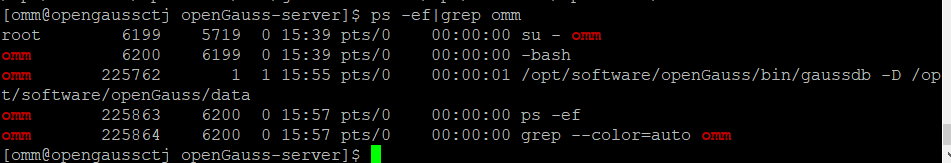 [omm@opengaussctj openGauss-server]$ ps -ef|grep omm
root 6199 5719 0 15:39 pts/0 00:00:00 su - omm
omm 6200 6199 0 15:39 pts/0 00:00:00 -bash
omm 225762 1 1 15:55 pts/0 00:00:01 /opt/software/openGauss/bin/gaussdb -D /op
t/software/openGauss/data
omm 225863 6200 0 15:57 pts/0 00:00:00 ps -ef
omm 225864 6200 0 15:57 pts/0 00:00:00 grep --color=auto omm
[omm@opengaussctj openGauss-server]$